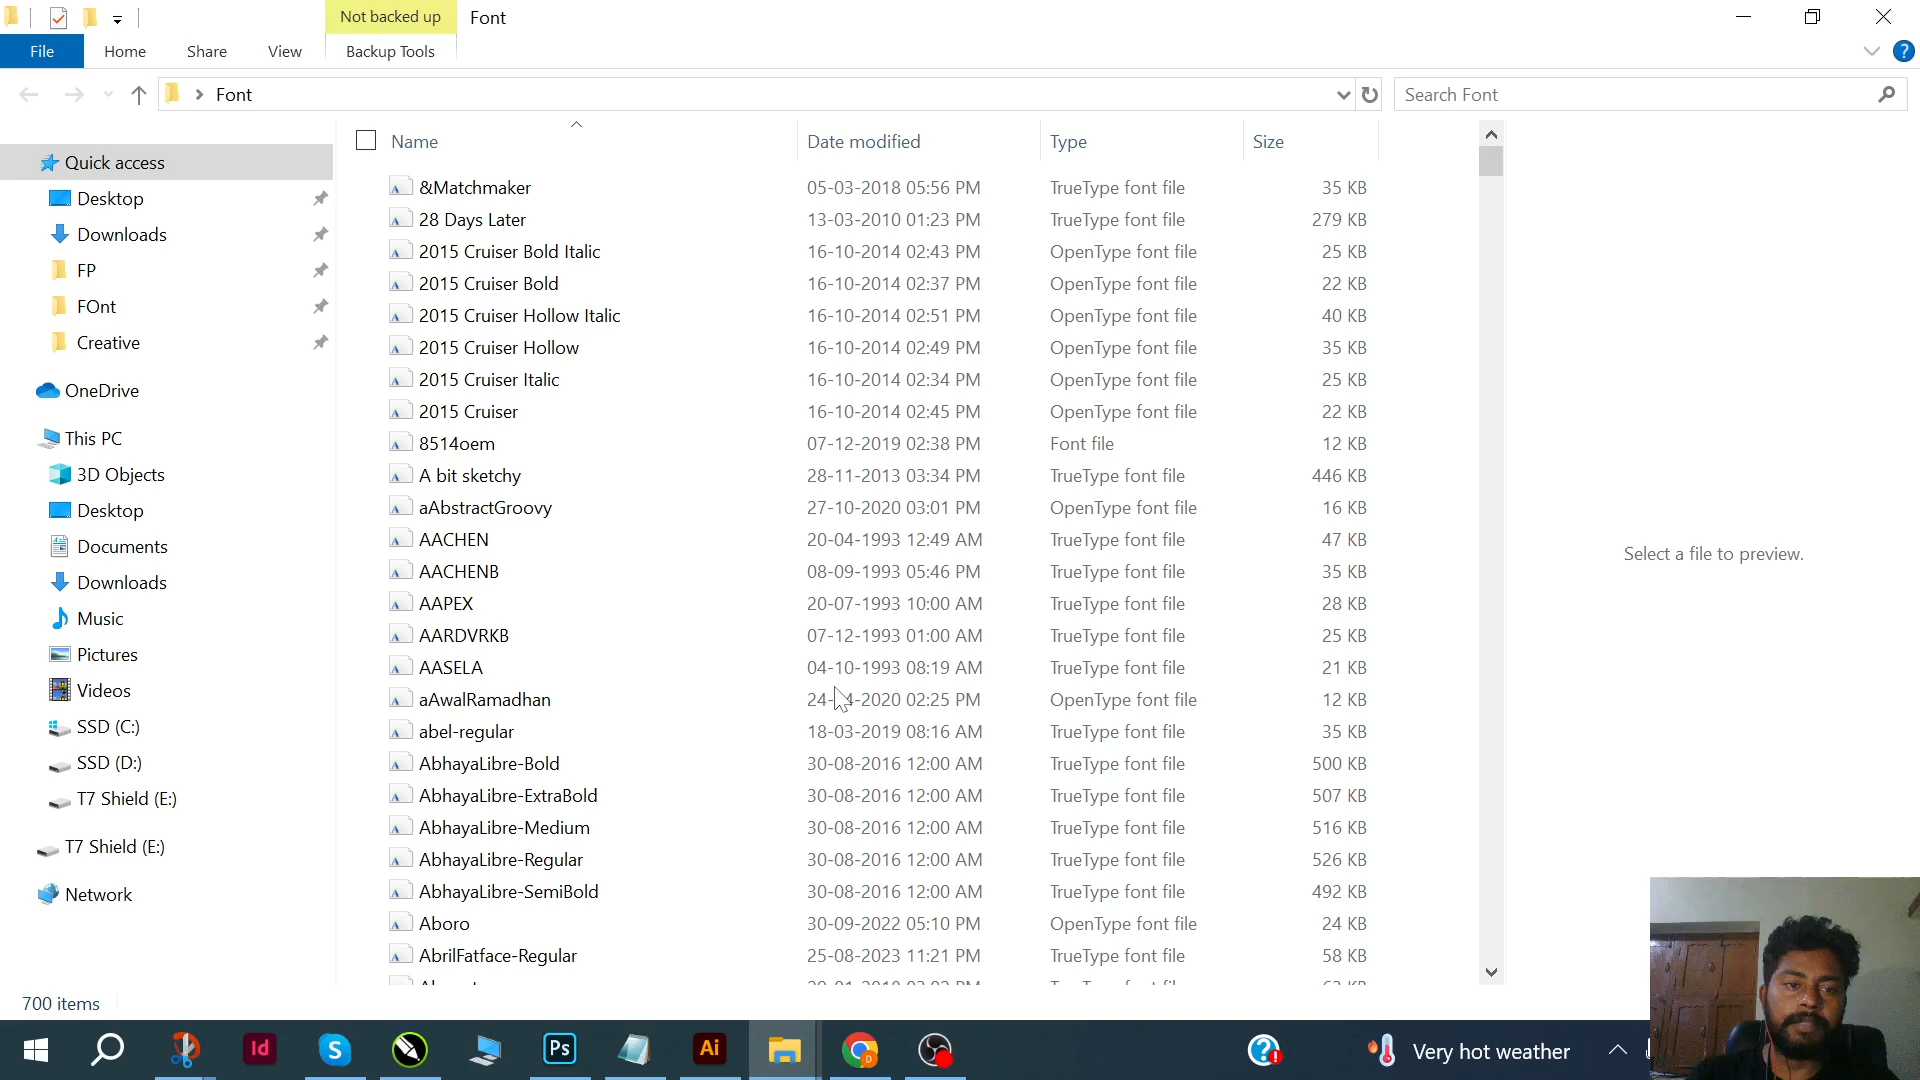 Not backed up
Font
File
Home
Share
View
Backup Tools
?
Font
Search Font
Name
Date modified
Type
Size
Quick access
Desktop
Downloads
FP
FOnt
Creative
OneDrive
This PC
3D Objects
Desktop
Documents
Downloads
Music
Pictures
Videos
SSD (C:)
SSD (D:)
T7 Shield (E:)
T7 Shield (E:)
Network
&Matchmaker 05-03-2018 05:56 PM TrueType font file 35 KB
28 Days Later 13-03-2010 01:23 PM TrueType font file 279 KB
2015 Cruiser Bold Italic 16-10-2014 02:43 PM OpenType font file 25 KB
2015 Cruiser Bold 16-10-2014 02:37 PM OpenType font file 22 KB
2015 Cruiser Hollow Italic 16-10-2014 02:51 PM OpenType font file 40 KB
2015 Cruiser Hollow 16-10-2014 02:49 PM OpenType font file 35 KB
2015 Cruiser Italic 16-10-2014 02:34 PM OpenType font file 25 KB
2015 Cruiser 16-10-2014 02:45 PM OpenType font file 22 KB
8514oem 07-12-2019 02:38 PM Font file 12 KB
A bit sketchy 28-11-2013 03:34 PM TrueType font file 446 KB
aAbstractGroovy 27-10-2020 03:01 PM OpenType font file 16 KB
AACHEN 20-04-1993 12:49 AM TrueType font file 47 KB
AACHENB 08-09-1993 05:46 PM TrueType font file 35 KB
AAPEX 20-07-1993 10:00 AM TrueType font file 28 KB
AARDVRKB 07-12-1993 01:00 AM TrueType font file 25 KB
AASELA 04-10-1993 08:19 AM TrueType font file 21 KB
aAwalRamadhan 02:25 PM OpenType font file 12 KB
abel-regular 18-03-2019 08:16 AM TrueType font file 35 KB
AbhayaLibre-Bold 30-08-2016 12:00 AM TrueType font file 500 KB
AbhayaLibre-ExtraBold 30-08-2016 12:00 AM TrueType font file 507 KB
AbhayaLibre-Medium 30-08-2016 12:00 AM TrueType font file 516 KB
AbhayaLibre-Regular 30-08-2016 12:00 AM TrueType font file 526 KB
AbhayaLibre-SemiBold 30-08-2016 12:00 AM TrueType font file 492 KB
Aboro 30-09-2022 05:10 PM OpenType font file 24 KB
AbrilFatface-Regular 25-08-2023 11:21 PM TrueType font file 58 KB
Select a file to preview.
700 items
Id
S
Ps
Ai
D
?
Very hot weather